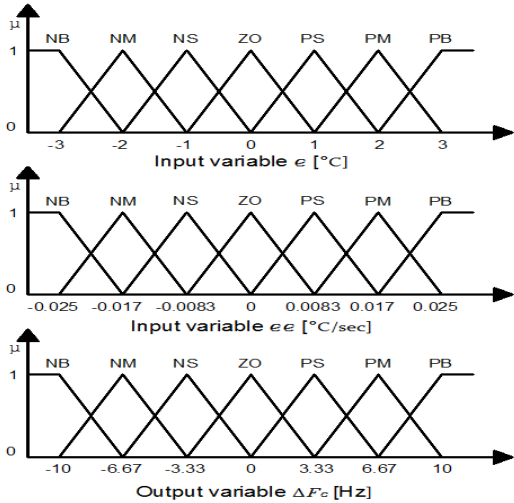 μ
NB NM NS ZO PS PM PB
1
0
-3 -2 -1 0 1 2 3
Input variable e [°C]
μ
NB NM NS ZO PS PM PB
1
0
-0.025 -0.017 -0.0083 0 0.0083 0.017 0.025
Input variable ee [°C/sec]
μ
NB NM NS ZO PS PM PB
1
0
-10 -6.67 -3.33 0 3.33 6.67 10
Output variable ΔFc [Hz]